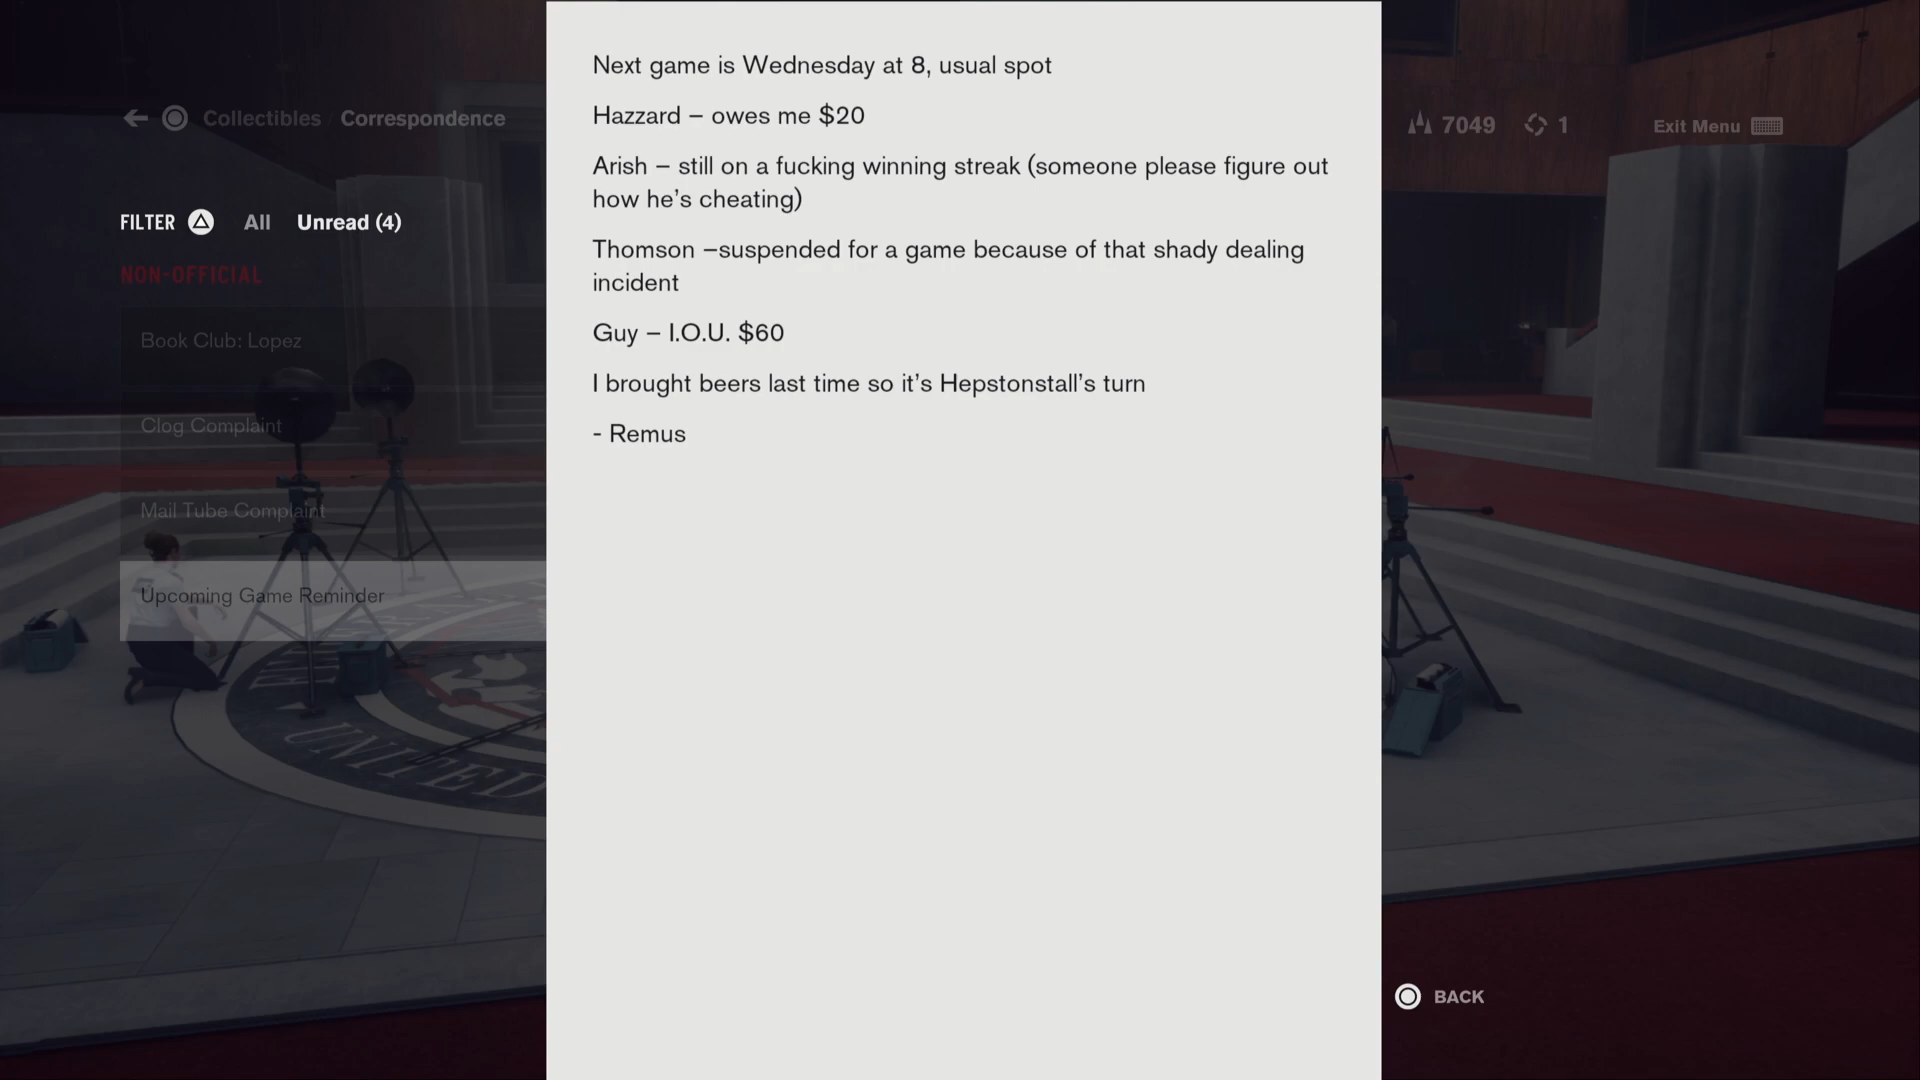 Next game is Wednesday at 8, usual spot
Hazzard – owes me $20
Arish – still on a fucking winning streak (someone please figure out
how he's cheating)
Thomson –suspended for a game because of that shady dealing
incident
Guy – I.O.U. $60
I brought beers last time so it's Hepstonstall's turn
- Remus
Collectibles / Correspondence
FILTER All Unread (4)
NON-OFFICIAL
Book Club: Lopez
Clog Complaint
Mail Tube Complaint
Upcoming Game Reminder
7049 1 Exit Menu
UNITED
BACK